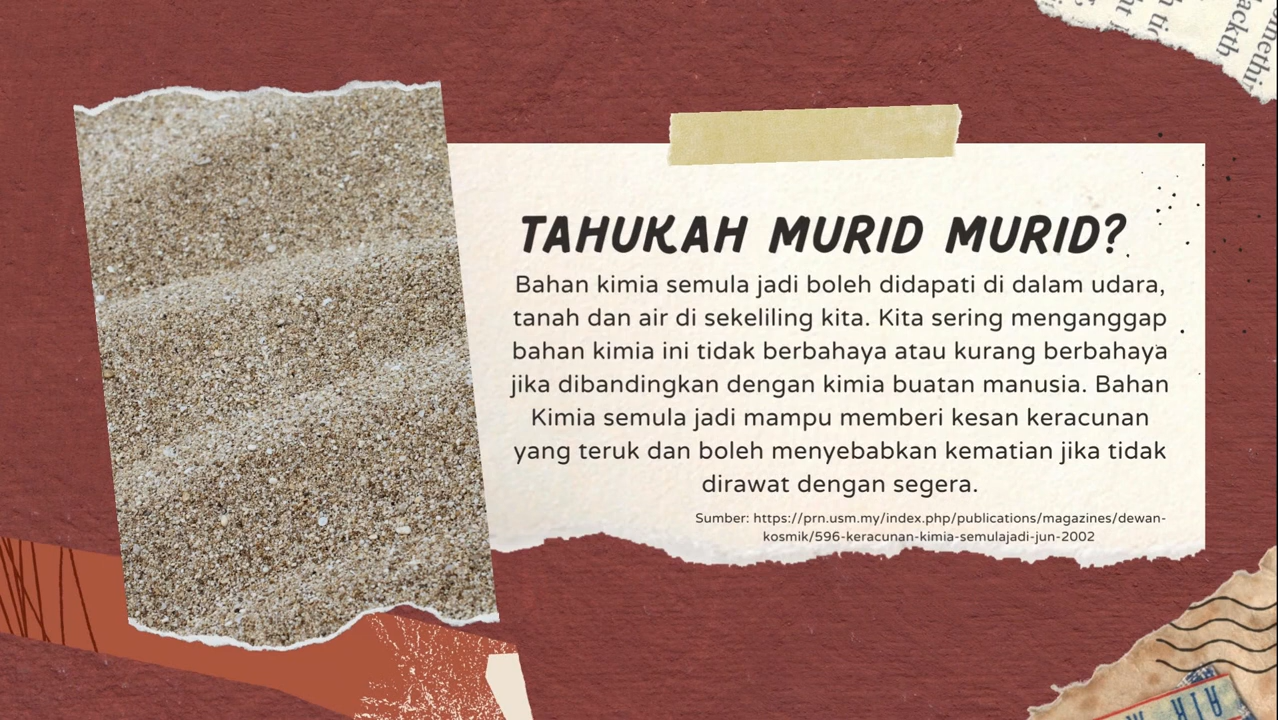 TAHUKAH MURID MURID?
Bahan kimia semula jadi boleh didapati di dalam udara,
tanah dan air di sekeliling kita. Kita sering menganggap
bahan kimia ini tidak berbahaya atau kurang berbahaya
jika dibandingkan dengan kimia buatan manusia. Bahan
Kimia semula jadi mampu memberi kesan keracunan
yang teruk dan boleh menyebabkan kematian jika tidak
dirawat dengan segera.
Sumber: https://prn.usm.my/index.php/publications/magazines/dewan-
kosmik/596-keracunan-kimia-semulajadi-jun-2002
AIR